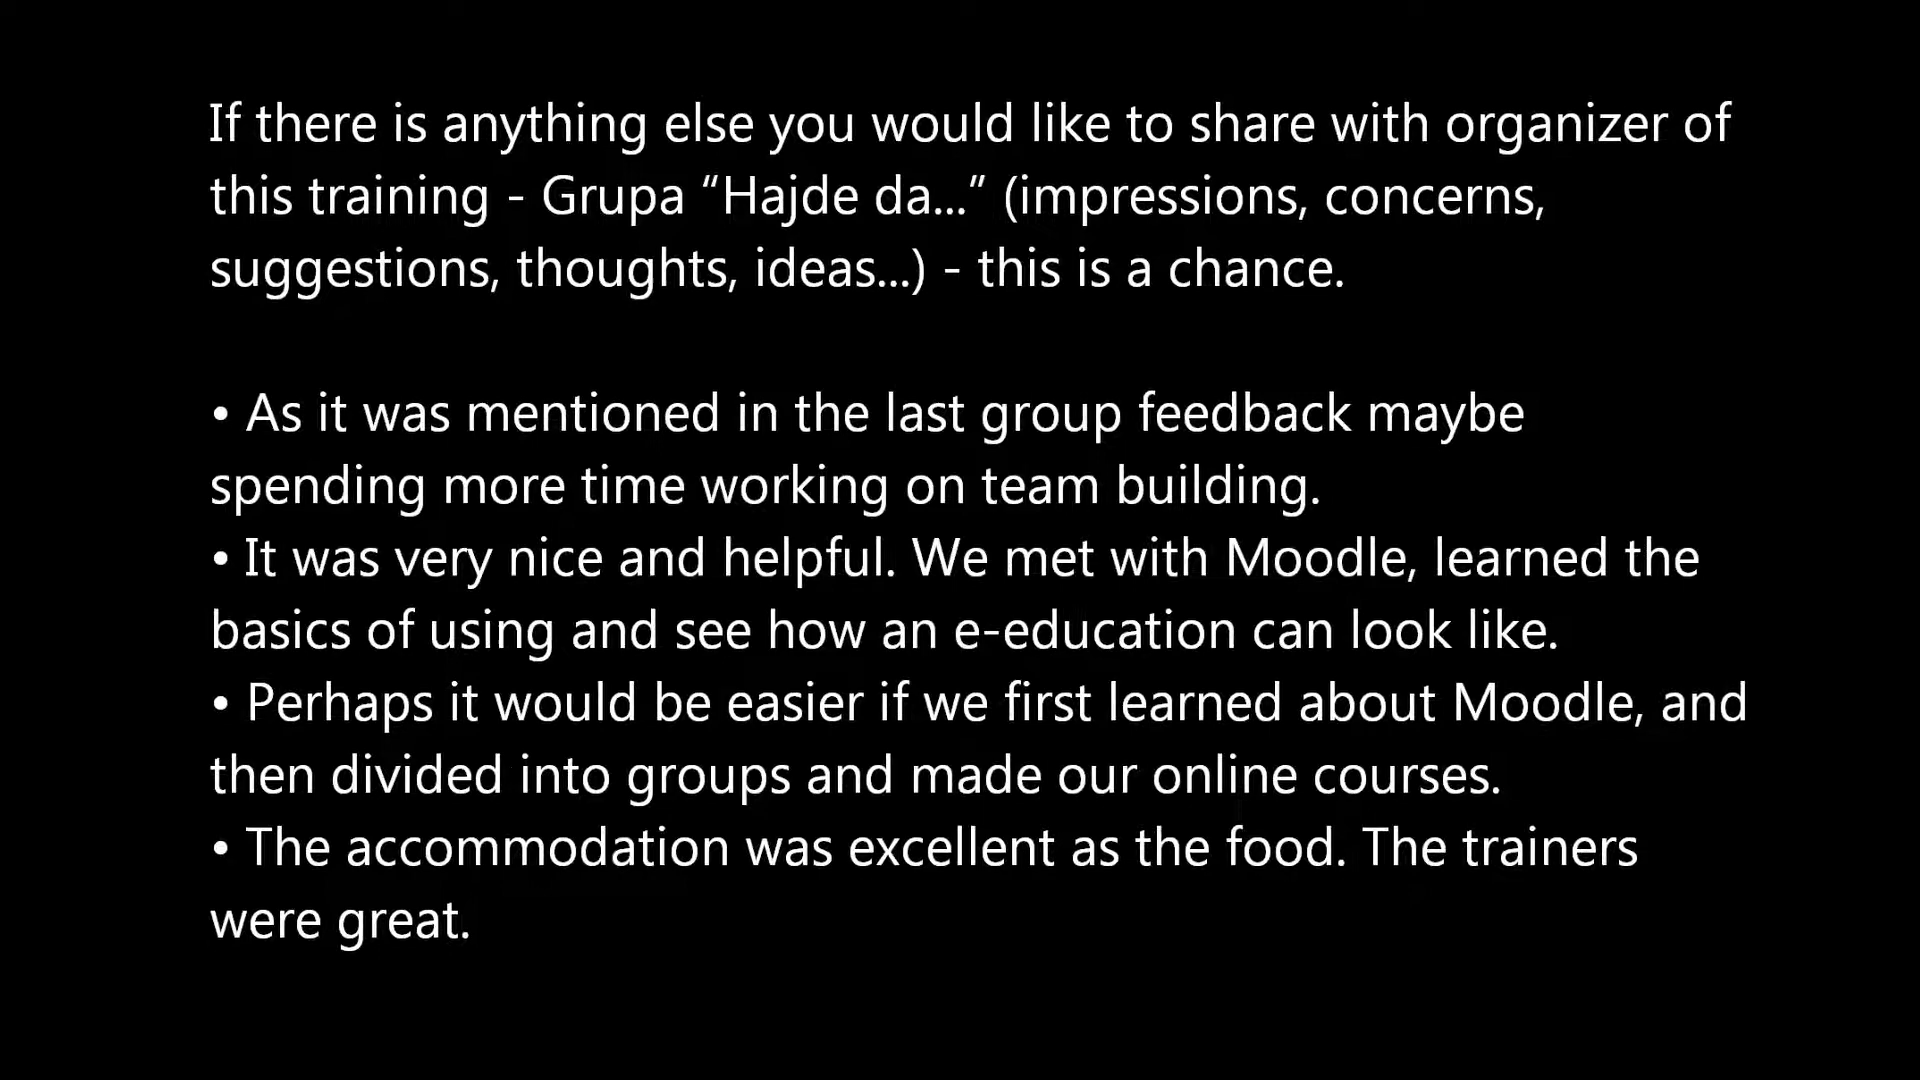 If there is anything else you would like to share with organizer of
this training - Grupa “Hajde da...” (impressions, concerns,
suggestions, thoughts, ideas...) - this is a chance.
• As it was mentioned in the last group feedback maybe
spending more time working on team building.
• It was very nice and helpful. We met with Moodle, learned the
basics of using and see how an e-education can look like.
• Perhaps it would be easier if we first learned about Moodle, and
then divided into groups and made our online courses.
• The accommodation was excellent as the food. The trainers
were great.